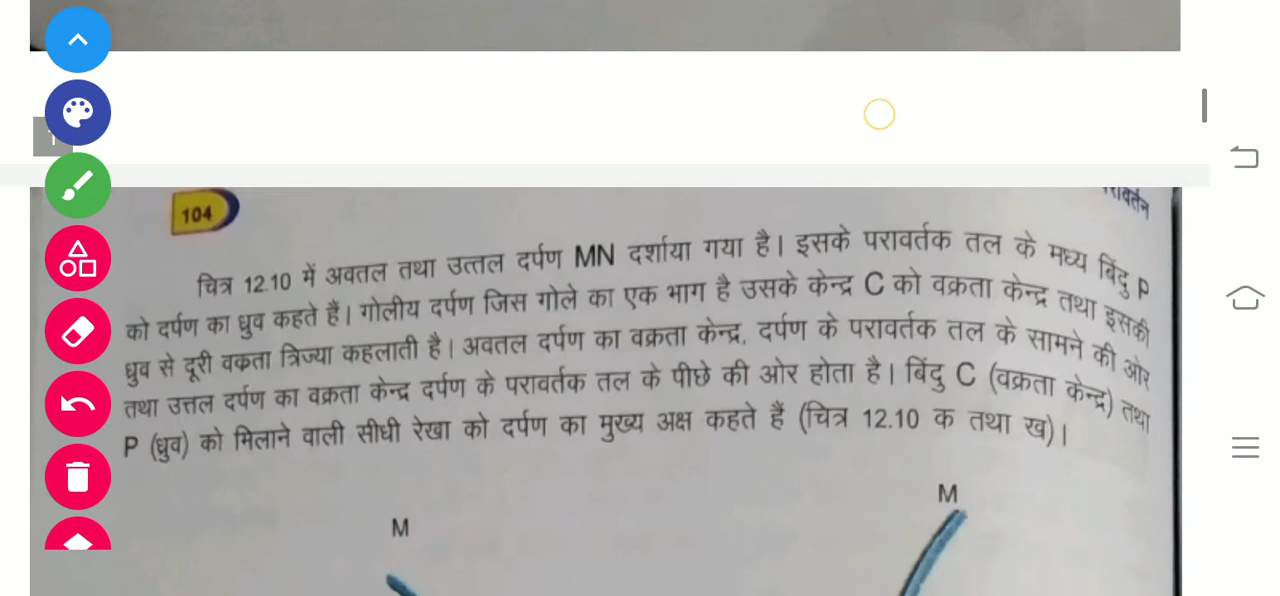 1
रावर्तन
104
चित्र 12.10 में अवतल तथा उत्तल दर्पण MN दर्शाया गया है। इसके परावर्तक तल के मध्य बिंदु P
को दर्पण का ध्रुव कहते हैं। गोलीय दर्पण जिस गोले का एक भाग है उसके केन्द्र C को वक्रता केन्द्र तथा इसकी
ध्रुव से दूरी वक्रता त्रिज्या कहलाती है। अवतल दर्पण का वक्रता केन्द्र, दर्पण के परावर्तक तल के सामने की ओर
तथा उत्तल दर्पण का वक्रता केन्द्र दर्पण के परावर्तक तल के पीछे की ओर होता है। बिंदु C (वक्रता केन्द्र) तथा
P (ध्रुव) को मिलाने वाली सीधी रेखा को दर्पण का मुख्य अक्ष कहते हैं (चित्र 12.10 क तथा ख)।
M
M